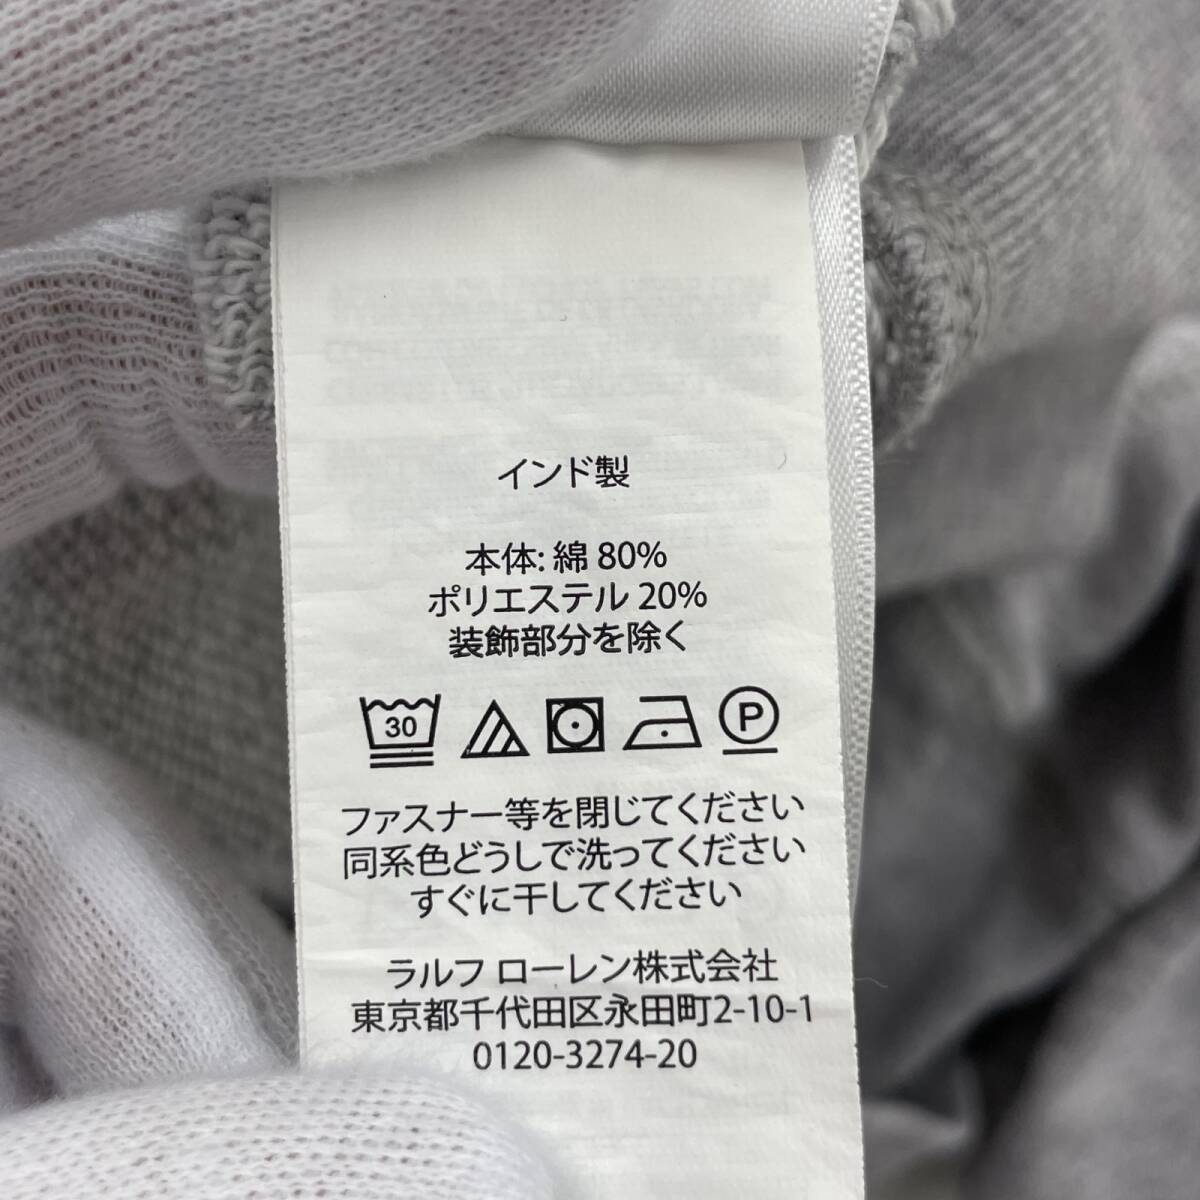 インド製
本体: 綿 80%
ポリエステル 20%
装飾部分を除く
30 P
ファスナー等を閉じてください
同系色どうしで洗ってください
すぐに干してください
ラルフ ローレン株式会社
東京都千代田区永田町2-10-1
0120-3274-20